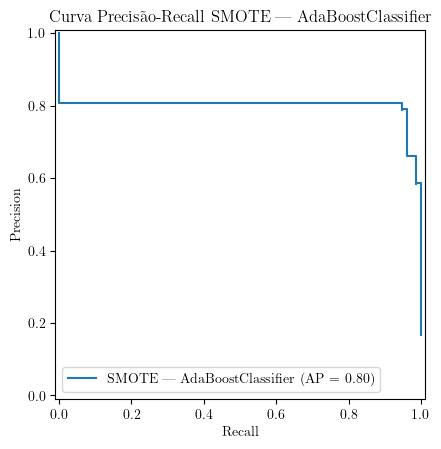 Curva Precisão-Recall SMOTE — AdaBoostClassifier
1.0
0.8
0.6
0.4
0.2
0.0
Precision
SMOTE — AdaBoostClassifier (AP = 0.80)
0.0 0.2 0.4 0.6 0.8 1.0
Recall